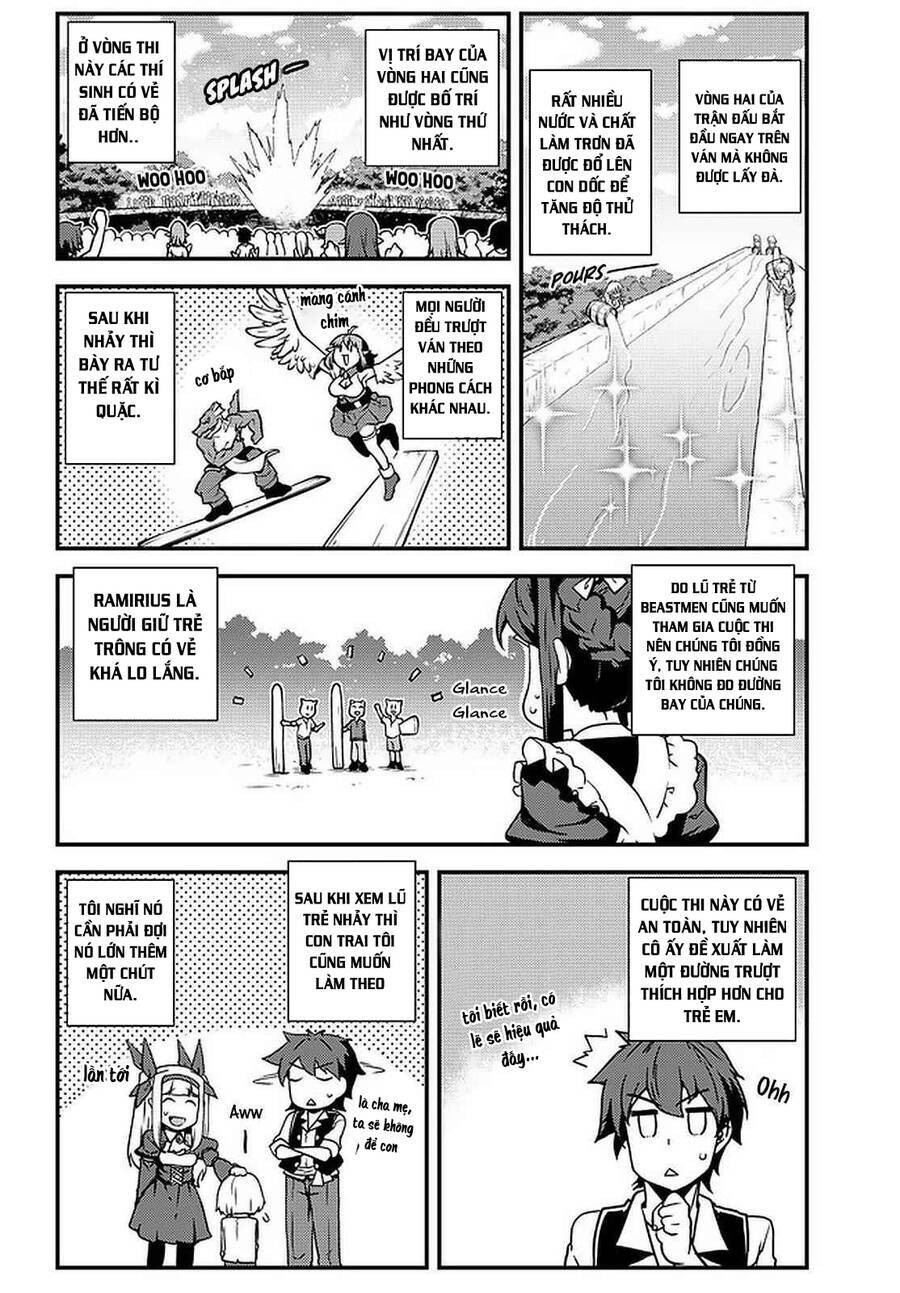 VÒNG HAI CỦA
TRẬN ĐẤU BẮT
ĐẦU NGAY TRÊN
VÁN MÀ KHÔNG
ĐƯỢC LẤY ĐÀ.
RẤT NHIỀU
NƯỚC VÀ CHẤT
LÀM TRƠN ĐÃ
ĐƯỢC ĐỔ LÊN
CON DỐC ĐỂ
TĂNG ĐỘ THỬ
THÁCH.
POURS
VỊ TRÍ BAY CỦA
VÒNG HAI CŨNG
ĐƯỢC BỐ TRÍ
NHƯ VÒNG THỨ
NHẤT.
SPLASH
Ở VÒNG THI
NÀY CÁC THÍ
SINH CÓ VẺ
ĐÃ TIẾN BỘ
HƠN..
WOO HOO
WOO HOO
MỌI NGƯỜI
ĐỀU TRƯỢT
VÁN THEO
NHỮNG
PHONG CÁCH
KHÁC NHAU.
mang cánh
chim
SAU KHI
NHẢY THÌ
BÀY RA TƯ
THẾ RẤT KÌ
QUẶC.
cơ bắp
DO LŨ TRẺ TỪ
BEASTMEN CŨNG MUỐN
THAM GIA CUỘC THI
NÊN CHÚNG TÔI ĐỒNG
Ý, TUY NHIÊN CHÚNG
TÔI KHÔNG ĐO ĐƯỜNG
BAY CỦA CHÚNG.
Glance
Glance
RAMIRIUS LÀ
NGƯỜI GIỮ TRẺ
TRÔNG CÓ VẺ
KHÁ LO LẮNG.
CUỘC THI NÀY CÓ VẺ
AN TOÀN, TUY NHIÊN
CÔ ẤY ĐỀ XUẤT LÀM
MỘT ĐƯỜNG TRƯỢT
THÍCH HỢP HƠN CHO
TRẺ EM.
tôi biết rồi, có
lẽ sẽ hiệu quả
đấy...
Ohh
SAU KHI XEM LŨ
TRẺ NHẢY THÌ
CON TRAI TÔI
CŨNG MUỐN
LÀM THEO
TÔI NGHĨ NÓ
CẦN PHẢI ĐỢI
NÓ LỚN THÊM
MỘT CHÚT
NỮA.
lần tới
Aww
là cha mẹ,
ta sẽ không
để con